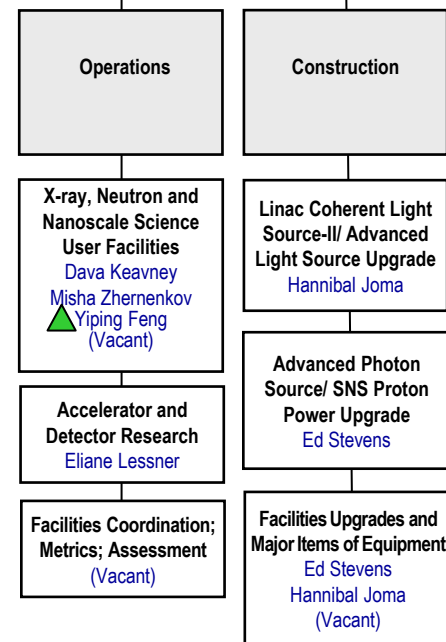 Operations
X-ray, Neutron and
Nanoscale Science
User Facilities
Dava Keavney
Misha Zhernenkov
Yiping Feng
(Vacant)
Accelerator and
Detector Research
Eliane Lessner
Facilities Coordination;
Metrics; Assessment
(Vacant)
Construction
Linac Coherent Light
Source-II/ Advanced
Light Source Upgrade
Hannibal Joma
Advanced Photon
Source/ SNS Proton
Power Upgrade
Ed Stevens
Facilities Upgrades and
Major Items of Equipment
Ed Stevens
Hannibal Joma
(Vacant)